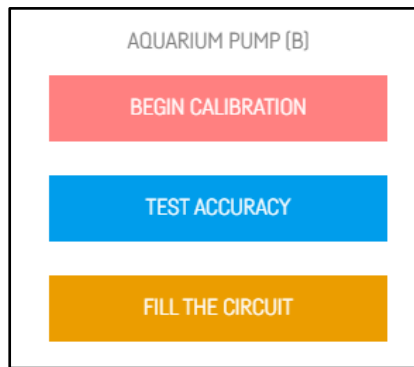 AQUARIUM PUMP (B)
BEGIN CALIBRATION
TEST ACCURACY
FILL THE CIRCUIT